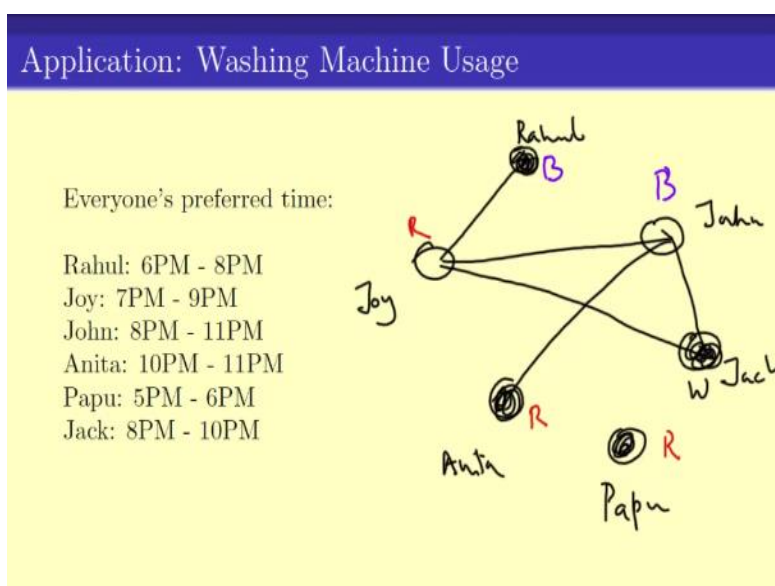 Application: Washing Machine Usage
Rahul
B
B
Everyone's preferred time:
John
R
Rahul: 6PM - 8PM
Joy: 7PM - 9PM
Joy
John: 8PM - 11PM
Anita: 10PM - 11PM
W Jack
Papu: 5PM - 6PM
R
Jack: 8PM - 10PM
R
Anita
Papu